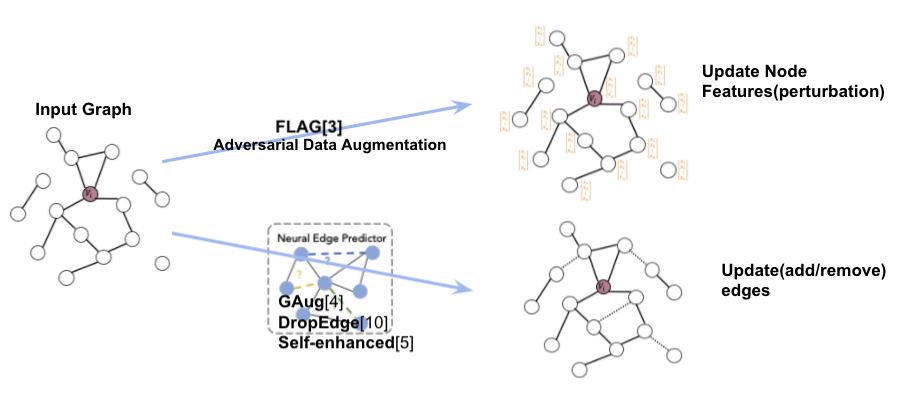 Input Graph
FLAG[3]
Adversarial Data Augmentation
Update Node
Features(perturbation)
Neural Edge Predictor
?
?
GAug[4]
DropEdge[10]
Self-enhanced[5]
Update(add/remove)
edges